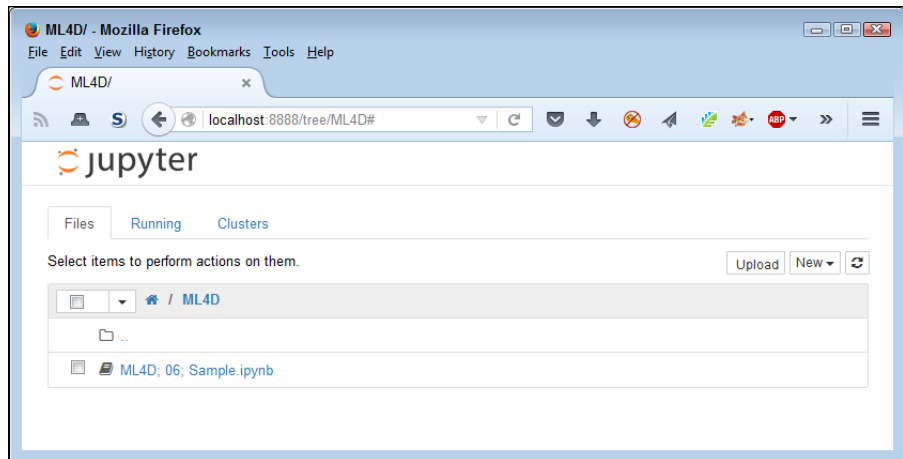 ML4D/ - Mozilla Firefox
File Edit View History Bookmarks Tools Help
ML4D/ ×
S localhost:8888/tree/ML4D# ABP »
jupyter
Files Running Clusters
Select items to perform actions on them. Upload New
/ ML4D
..
ML4D; 06; Sample.ipynb